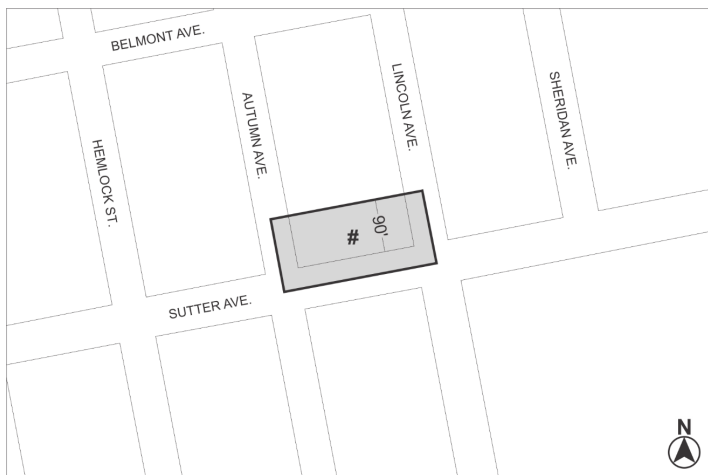 BELMONT AVE.
HEMLOCK ST.
AUTUMN AVE.
LINCOLN AVE.
SHERIDAN AVE.
#
90'
SUTTER AVE.
N